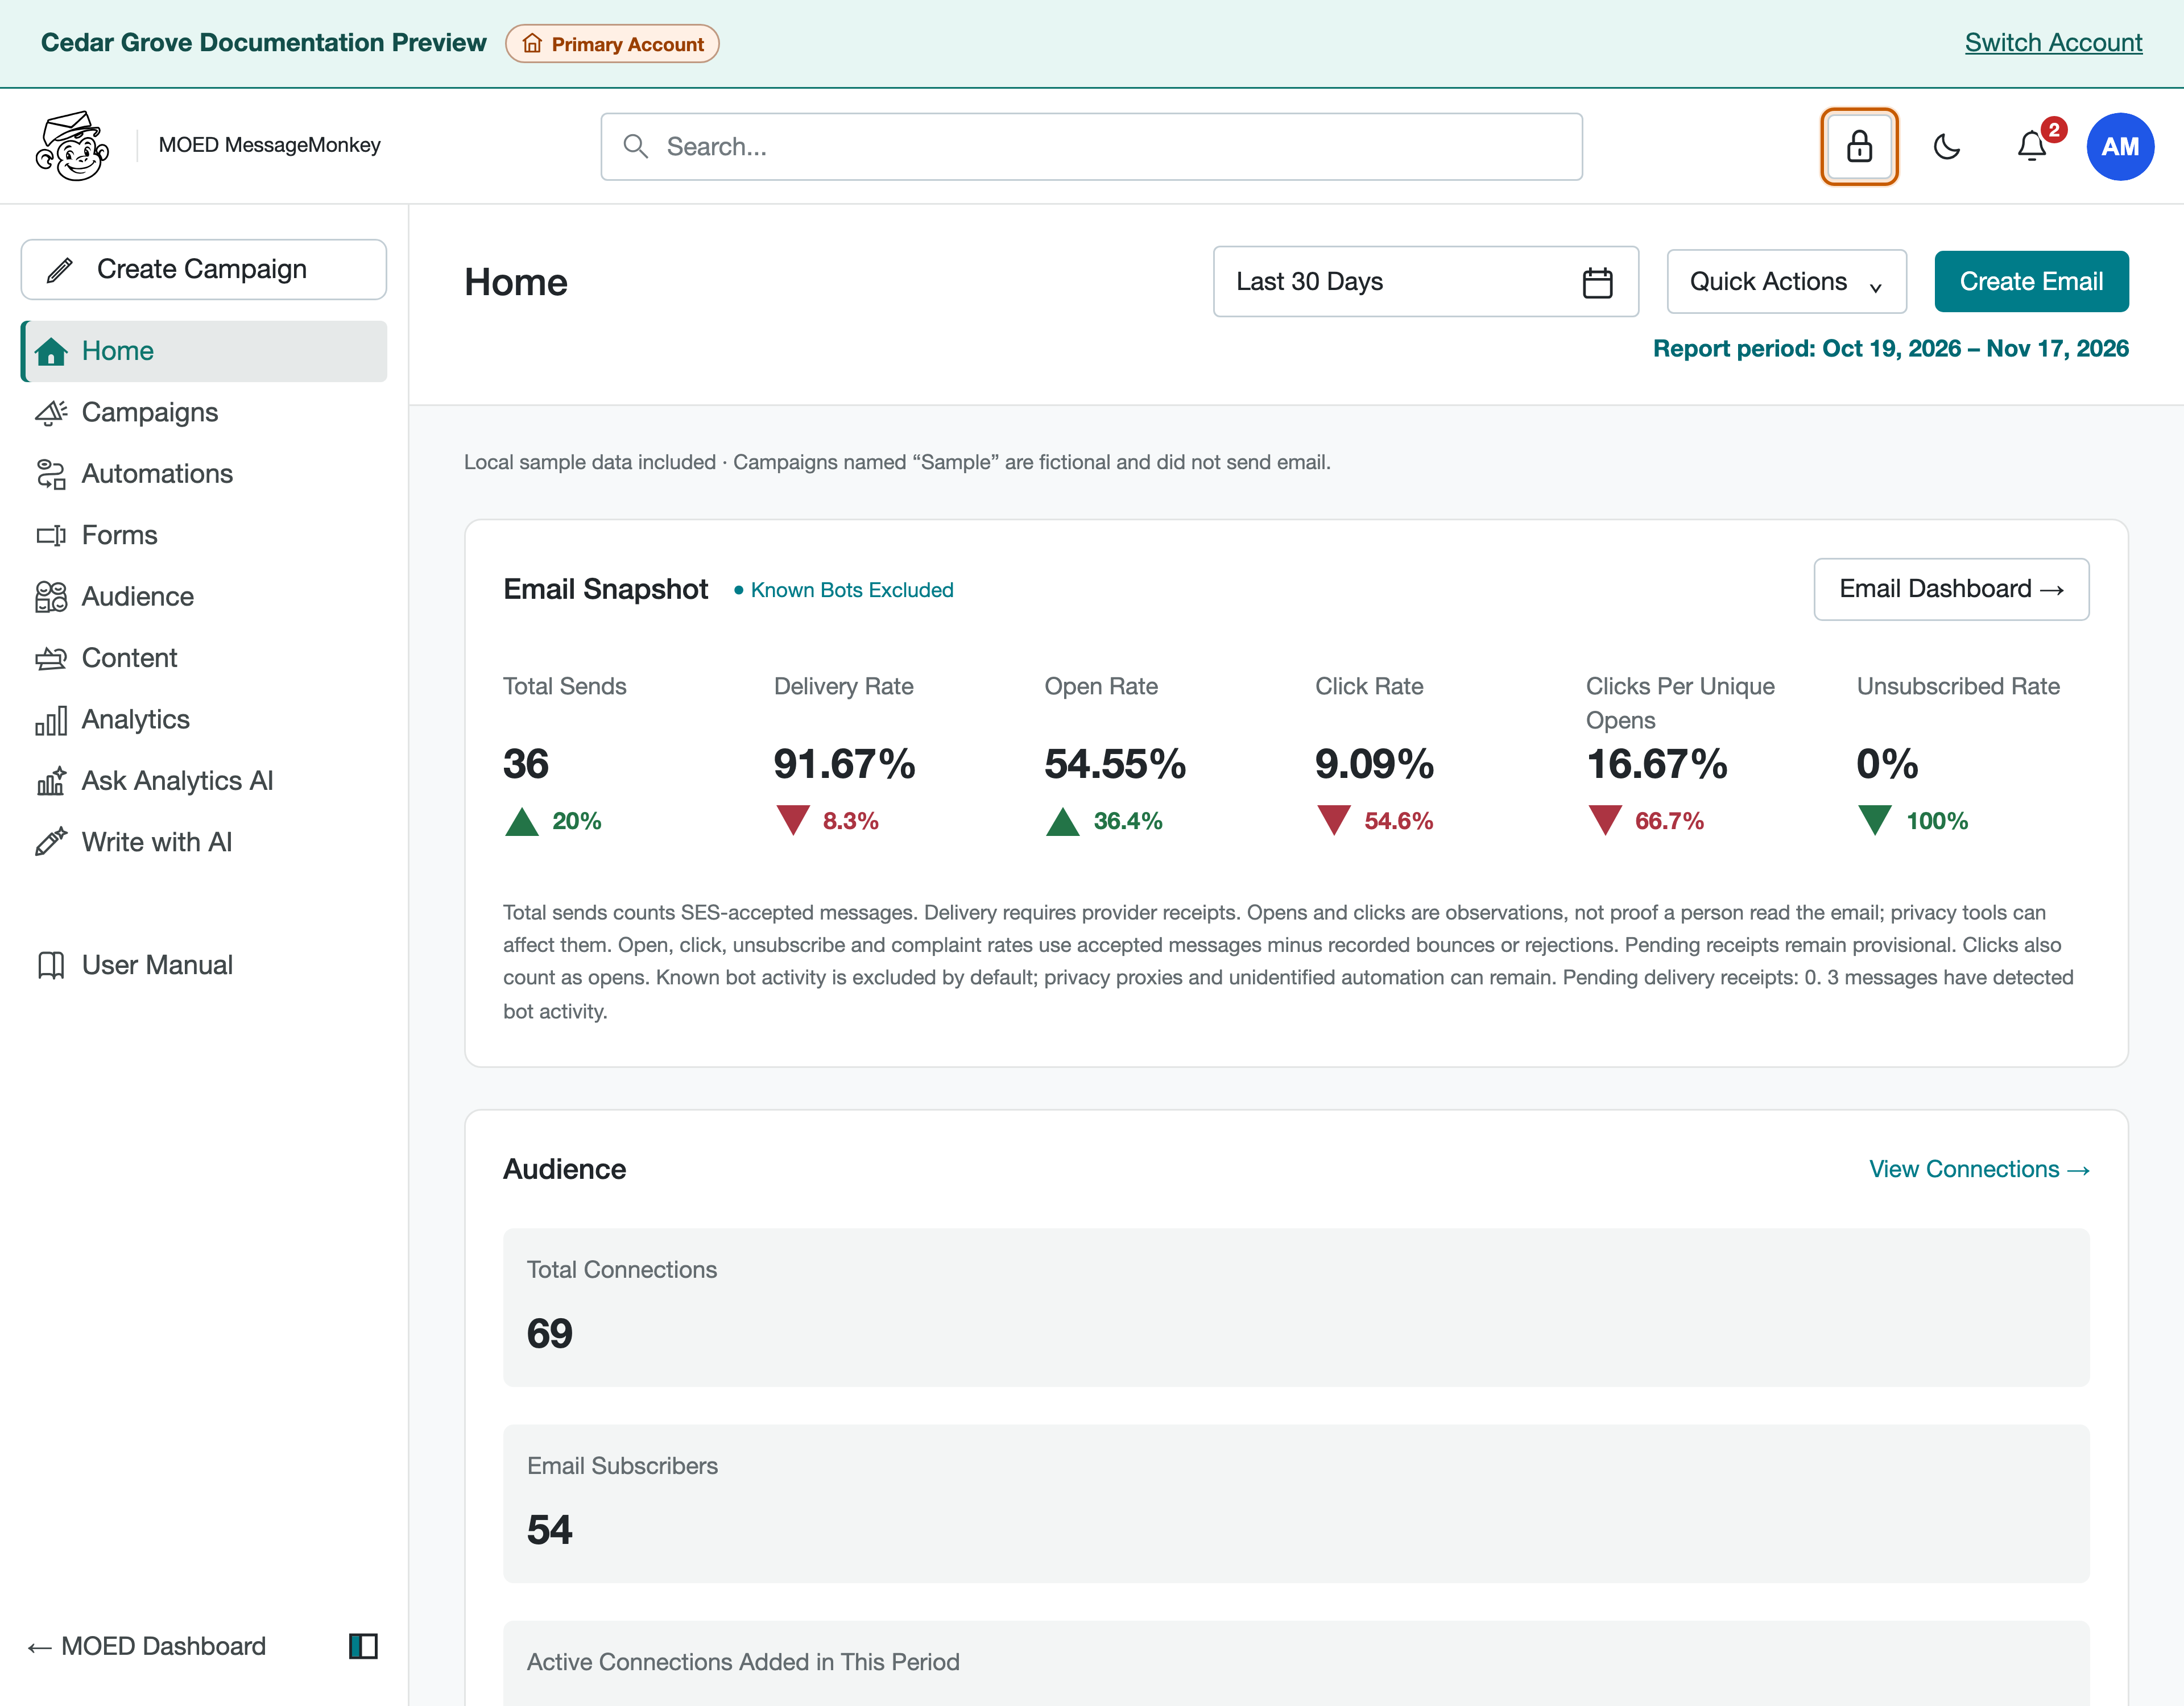 Cedar Grove Documentation Preview
Primary Account
Switch Account
MOED MessageMonkey
Search...
2
AM
Create Campaign
Home
Campaigns
Automations
Forms
Audience
Content
Analytics
Ask Analytics AI
Write with AI
User Manual
← MOED Dashboard
Home
Last 30 Days
Quick Actions
Create Email
Report period: Oct 19, 2026 – Nov 17, 2026
Local sample data included · Campaigns named “Sample” are fictional and did not send email.
Email Snapshot
• Known Bots Excluded
Email Dashboard →
Total Sends
36
▲ 20%
Delivery Rate
91.67%
▼ 8.3%
Open Rate
54.55%
▲ 36.4%
Click Rate
9.09%
▼ 54.6%
Clicks Per Unique
Opens
16.67%
▼ 66.7%
Unsubscribed Rate
0%
▼ 100%
Total sends counts SES-accepted messages. Delivery requires provider receipts. Opens and clicks are observations, not proof a person read the email; privacy tools can
affect them. Open, click, unsubscribe and complaint rates use accepted messages minus recorded bounces or rejections. Pending receipts remain provisional. Clicks also
count as opens. Known bot activity is excluded by default; privacy proxies and unidentified automation can remain. Pending delivery receipts: 0. 3 messages have detected
bot activity.
Audience
View Connections →
Total Connections
69
Email Subscribers
54
Active Connections Added in This Period